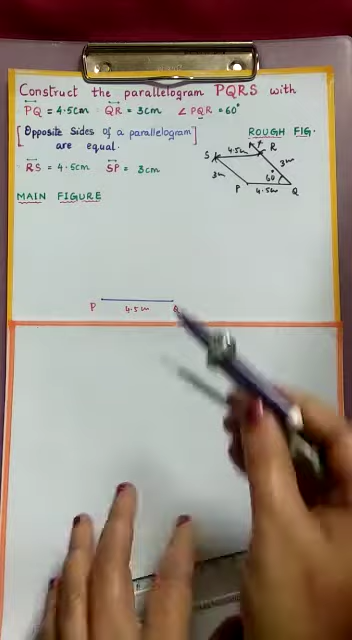 Construct the parallelogram PQRS with
PQ = 4.5cm QR = 3cm ∠PQR = 60°
[Opposite sides of a parallelogram] ROUGH FIG.
are equal.
RS = 4.5cm SP = 3cm
S 4.5cm R
3cm 3cm
60°
P 4.5cm Q
MAIN FIGURE
P 4.5cm Q